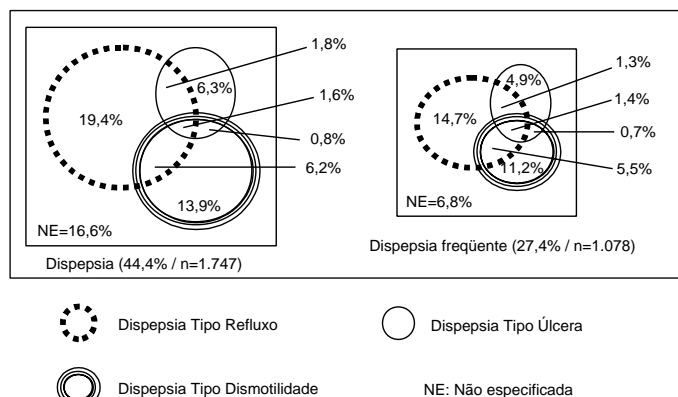 1,8%
6,3%
1,6%
19,4%
0,8%
6,2%
13,9%
NE=16,6%
Dispepsia (44,4% / n=1.747)
4,9%
1,3%
1,4%
14,7%
0,7%
11,2%
5,5%
NE=6,8%
Dispepsia freqüente (27,4% / n=1.078)
Dispepsia Tipo Refluxo
Dispepsia Tipo Úlcera
Dispepsia Tipo Dismotilidade
NE: Não especificada